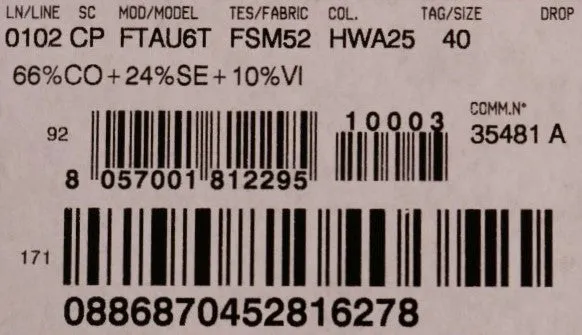 LN/LINE SC MOD/MODEL TES/FABRIC COL. TAG/SIZE DROP
0102 CP FTAU6T FSM52 HWA25 40
66%CO+24%SE+10%VI
10003 COMM.N°
92 35481 A
8 057001 812295
171
0886870452816278